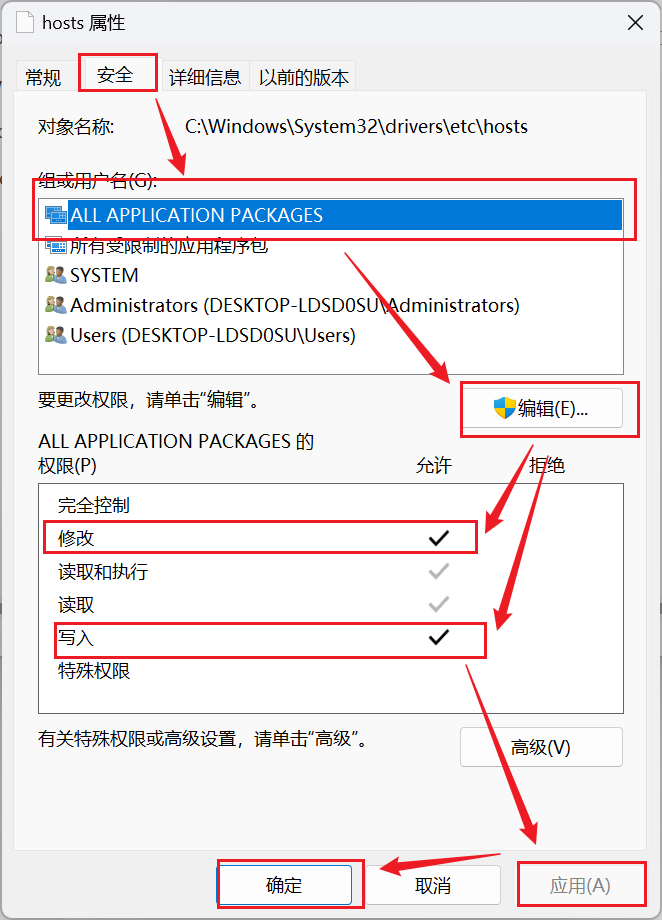 hosts 属性
常规 安全 详细信息 以前的版本
对象名称: C:\Windows\System32\drivers\etc\hosts
组或用户名(G):
ALL APPLICATION PACKAGES
所有受限制的应用程序包
SYSTEM
Administrators (DESKTOP-LDSD0SU\Administrators)
Users (DESKTOP-LDSD0SU\Users)
要更改权限，请单击“编辑”。
编辑(E)...
ALL APPLICATION PACKAGES 的
权限(P) 允许 拒绝
完全控制
修改
读取和执行
读取
写入
特殊权限
有关特殊权限或高级设置，请单击“高级”。
高级(V)
确定 取消 应用(A)